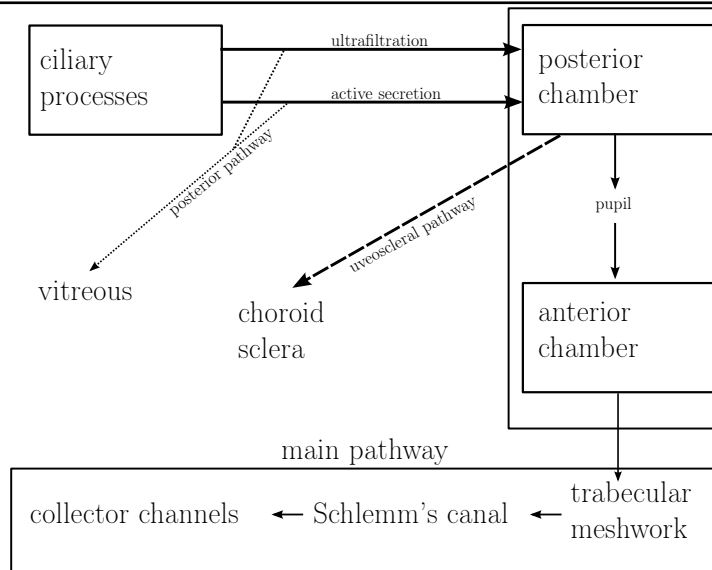 ciliary
processes
ultrafiltration
active secretion
posterior
chamber
posterior pathway
uveoscleral pathway
pupil
vitreous
choroid
sclera
anterior
chamber
main pathway
collector channels
Schlemm's canal
trabecular
meshwork